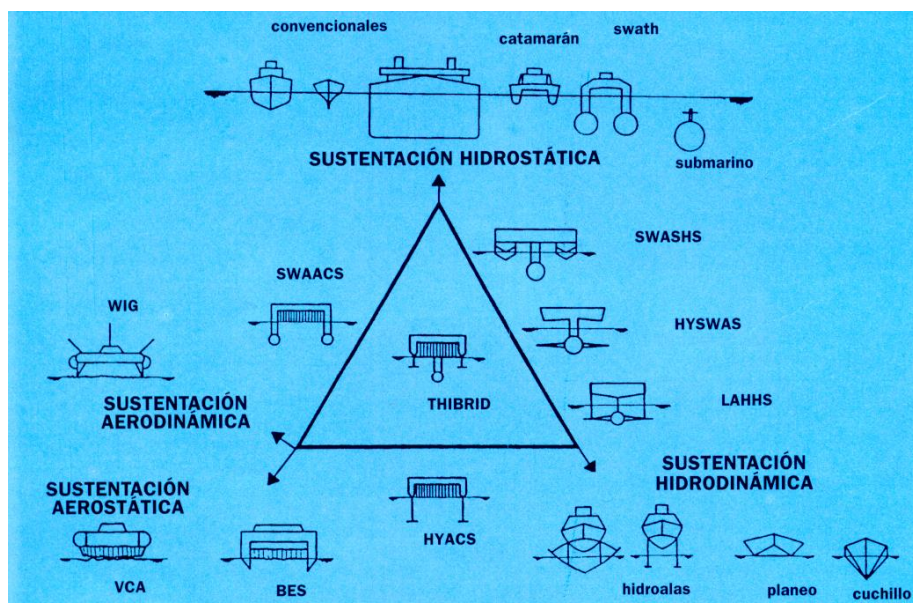 convencionales
catamarán
swath
submarino
SUSTENTACIÓN HIDROSTÁTICA
SWASHS
SWAACS
WIG
HYSWAS
THIBRID
LAHHS
SUSTENTACIÓN
AERODINÁMICA
SUSTENTACIÓN
HIDRODINÁMICA
SUSTENTACIÓN
AEROSTÁTICA
HYACS
VCA
BES
hidroalas
planeo
cuchillo